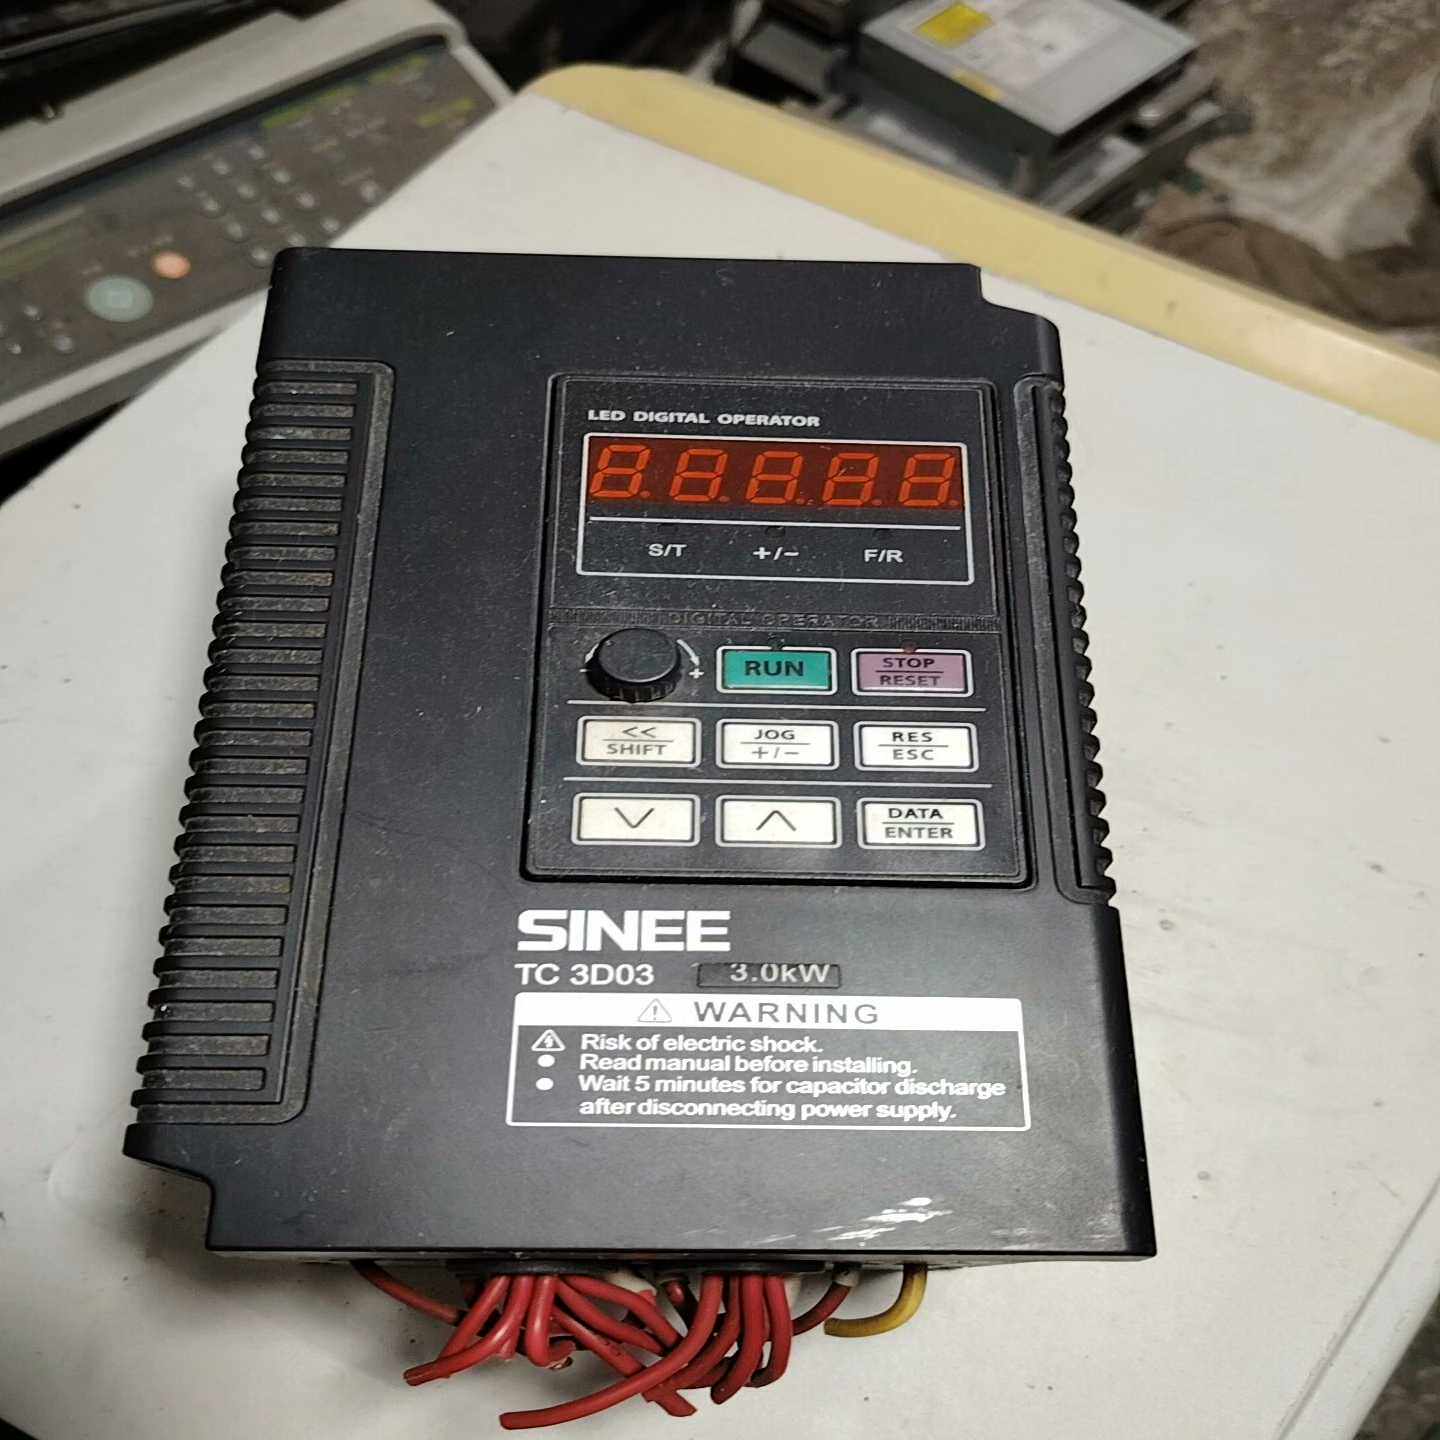 LED DIGITAL OPERATOR
8.8.8.8.8.
S/T +/− F/R
DIGITAL OPERATOR
− +
RUN
STOP
RESET
<<
SHIFT
JOG
+/−
RES
ESC
∨ ∧
DATA
ENTER
SINEE
TC 3D03 3.0kW
WARNING
Risk of electric shock.
● Read manual before installing.
● Wait 5 minutes for capacitor discharge
after disconnecting power supply.